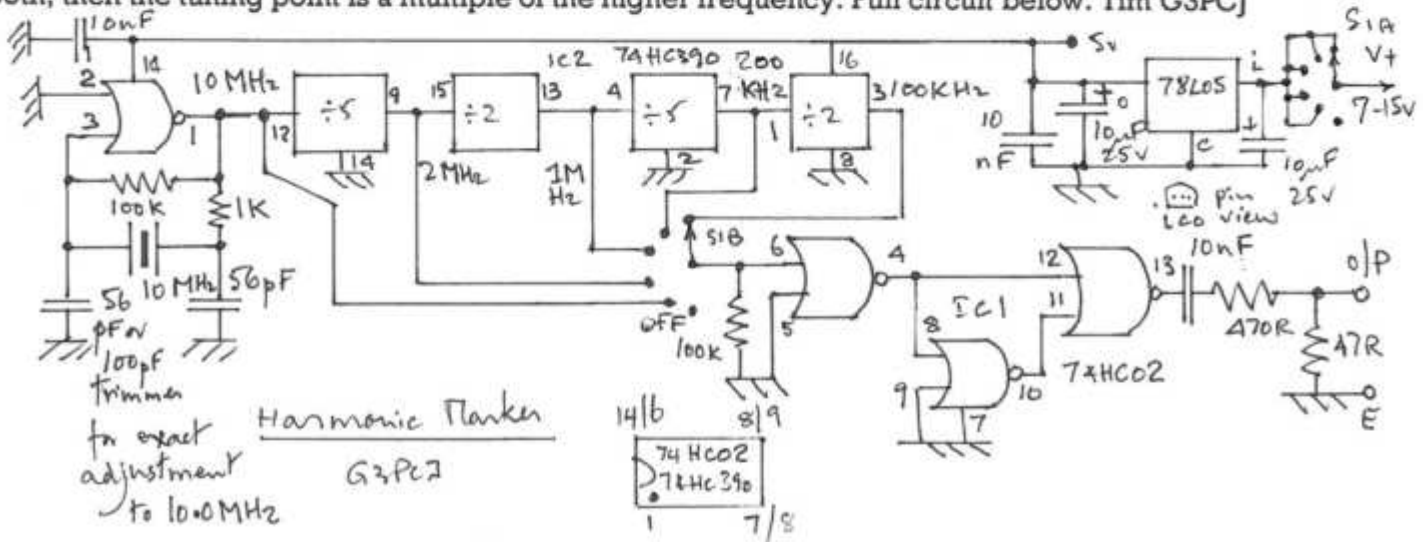 both, then the tuning point is a multiple of the higher frequency. Full circuit below. Tim G3PCJ
10nF
5v
S1A
V+
7-15V
2
14
3
1
10 MHz
÷5
12
14
15
÷2
13
IC2
74HC390
4
÷5
7
2
200
KHz
1
16
÷2
3
100KHz
8
10
nF
+
10µF
25V
o
78L05
i
c
+
10µF
25V
pin
view
100K
1K
2MHz
1M
Hz
10 MHz
56pF
56
pF or
100pF
trimmer
for exact
adjustment
to 10.0MHz
S1B
OFF
100K
6
5
4
IC1
8
9
10
7
12
11
13
74HC02
10nF
470R
O/P
47R
E
Harmonic Marker
G3PCJ
14/16
8/9
74HC02
74HC390
1
7/8